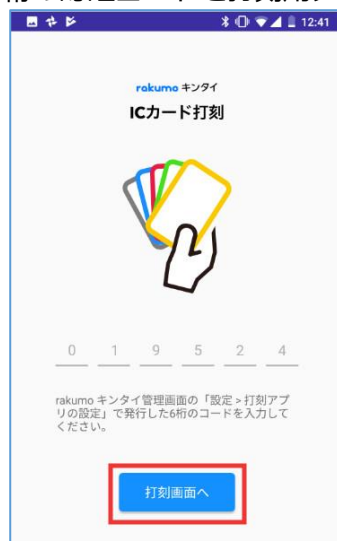 12:41
rakumo キンタイ
ICカード打刻
0 1 9 5 2 4
rakumo キンタイ管理画面の「設定 > 打刻アプ
リの設定」で発行した6桁のコードを入力して
ください。
打刻画面へ